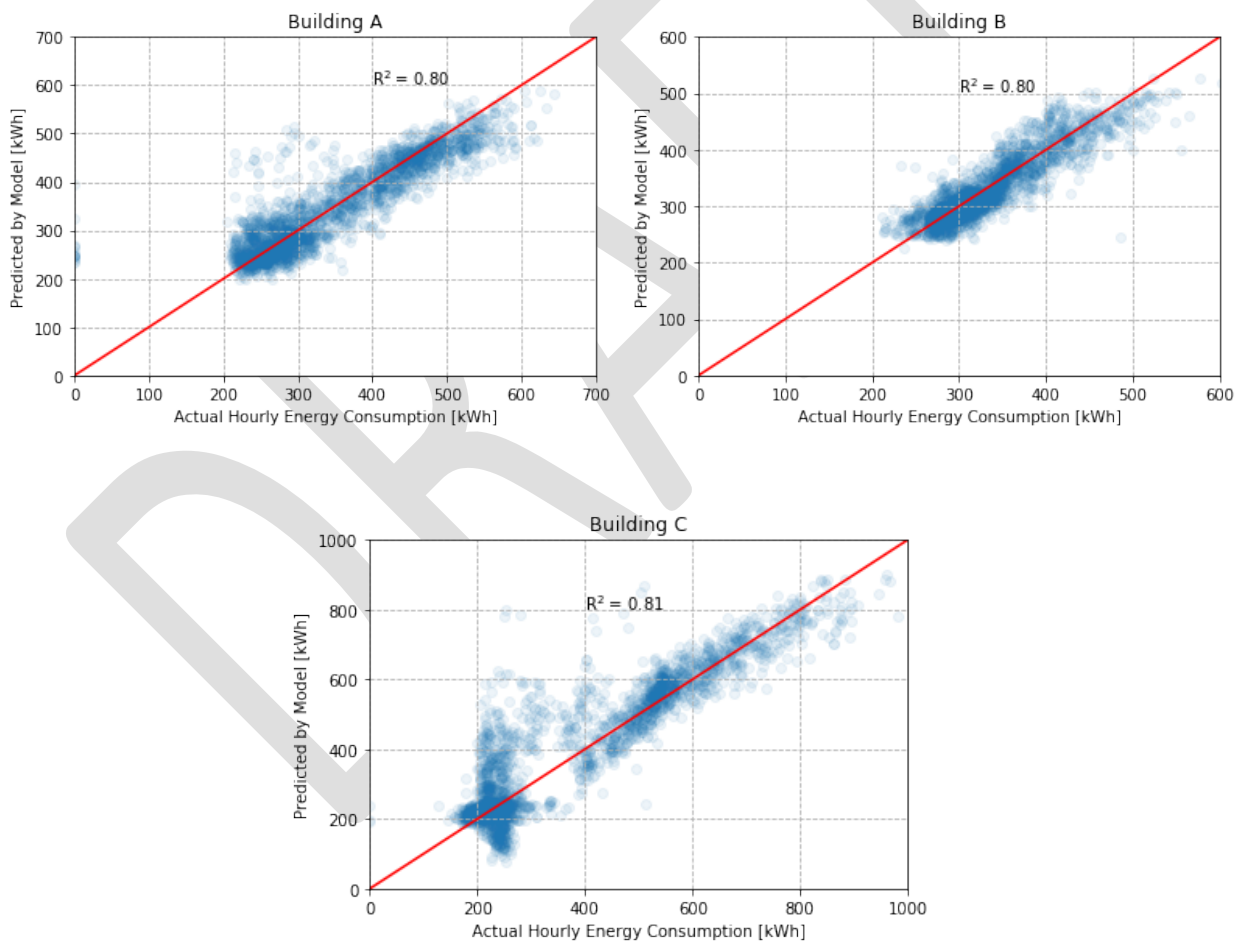 Building A
R² = 0.80
700
600
500
400
300
200
100
0
Predicted by Model [kWh]
0 100 200 300 400 500 600 700
Actual Hourly Energy Consumption [kWh]
Building B
R² = 0.80
600
500
400
300
200
100
0
Predicted by Model [kWh]
0 100 200 300 400 500 600
Actual Hourly Energy Consumption [kWh]
Building C
R² = 0.81
1000
800
600
400
200
0
Predicted by Model [kWh]
0 200 400 600 800 1000
Actual Hourly Energy Consumption [kWh]